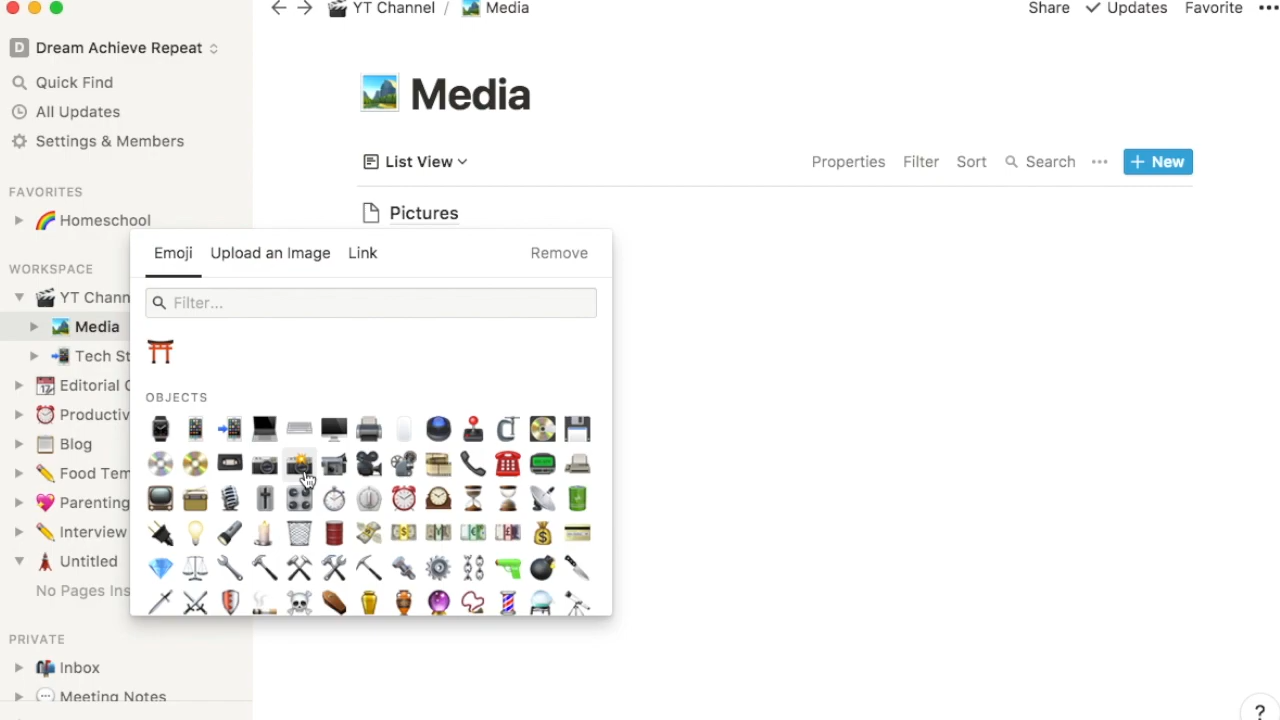 YT Channel / Media
Share Updates Favorite
D Dream Achieve Repeat
Quick Find
All Updates
Settings & Members
FAVORITES
Homeschool
WORKSPACE
YT Chann
Media
Tech St
Editorial C
Productiv
Blog
Food Tem
Parenting
Interview
Untitled
No Pages Ins
PRIVATE
Inbox
Meeting Notes
Media
List View
Properties Filter Sort Search ••• + New
Pictures
Emoji Upload an Image Link Remove
Filter...
OBJECTS
?